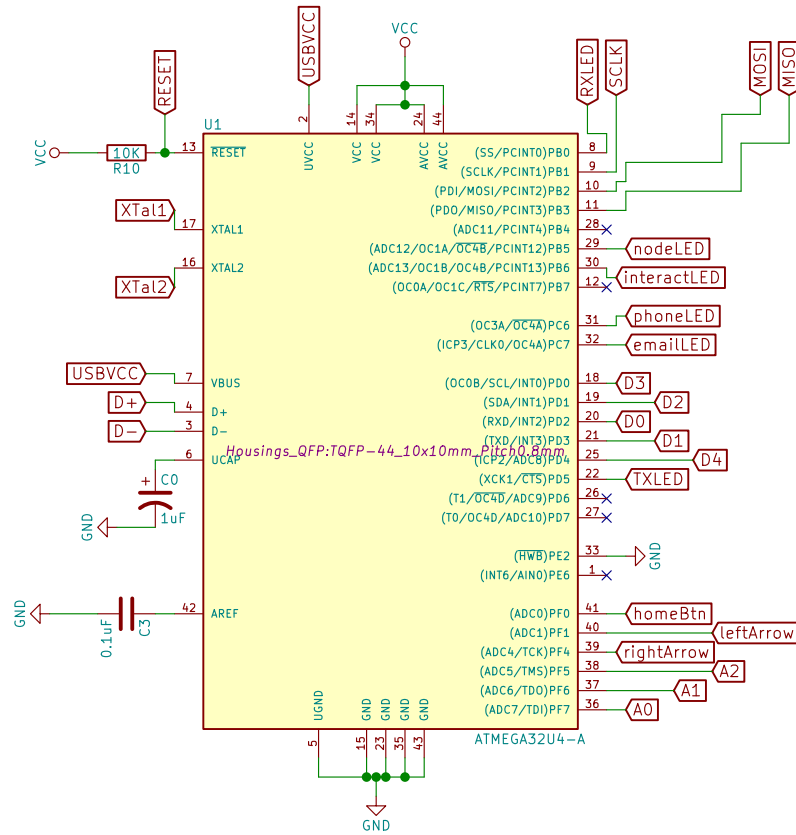 VCC
USBVCC
RXLED
SCLK
MOSI
MISO
RESET
U1
2
14
34
24
44
UVCC
VCC
VCC
AVCC
AVCC
VCC
10K
R10
13
RESET
XTal1
17
XTAL1
16
XTAL2
XTal2
USBVCC
7
VBUS
D+
4
D+
D-
3
D-
6
UCAP
Housings_QFP:TQFP-44_10x10mm_Pitch0.8mm
C0
+
1uF
GND
GND
0.1uF
C3
42
AREF
(SS/PCINT0)PB0
8
(SCLK/PCINT1)PB1
9
(PDI/MOSI/PCINT2)PB2
10
(PDO/MISO/PCINT3)PB3
11
(ADC11/PCINT4)PB4
28
(ADC12/OC1A/OC4B/PCINT12)PB5
29
nodeLED
(ADC13/OC1B/OC4B/PCINT13)PB6
30
interactLED
(OC0A/OC1C/RTS/PCINT7)PB7
12
(OC3A/OC4A)PC6
31
phoneLED
(ICP3/CLK0/OC4A)PC7
32
emailLED
(OC0B/SCL/INT0)PD0
18
D3
(SDA/INT1)PD1
19
D2
(RXD/INT2)PD2
20
D0
(TXD/INT3)PD3
21
D1
(ICP2/ADC8)PD4
25
D4
(XCK1/CTS)PD5
22
TXLED
(T1/OC4D/ADC9)PD6
26
(T0/OC4D/ADC10)PD7
27
(HWB)PE2
33
GND
(INT6/AIN0)PE6
1
(ADC0)PF0
41
homeBtn
(ADC1)PF1
40
leftArrow
(ADC4/TCK)PF4
39
rightArrow
(ADC5/TMS)PF5
38
A2
(ADC6/TDO)PF6
37
A1
(ADC7/TDI)PF7
36
A0
UGND
GND
GND
GND
GND
5
15
23
35
43
ATMEGA32U4-A
GND